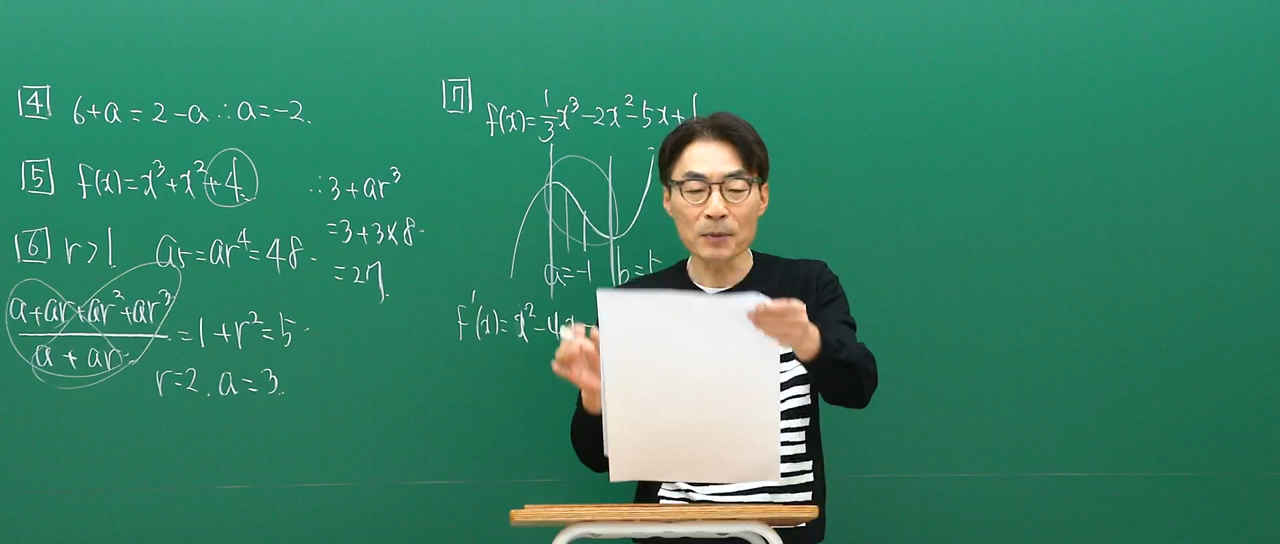 4 6+a=2-a ∴a=-2.
5 f(x)=x³+x²+4.
6 r>1. a₅=ar⁴=48.
(a+ar+ar²+ar³)/(a+ar)=1+r²=5.
r=2. a=3.
∴3+ar³
=3+3×8.
=27.
7 f(x)=1/3x³-2x²-5x+1
a=-1 b=5
f'(x)=x²-4x-